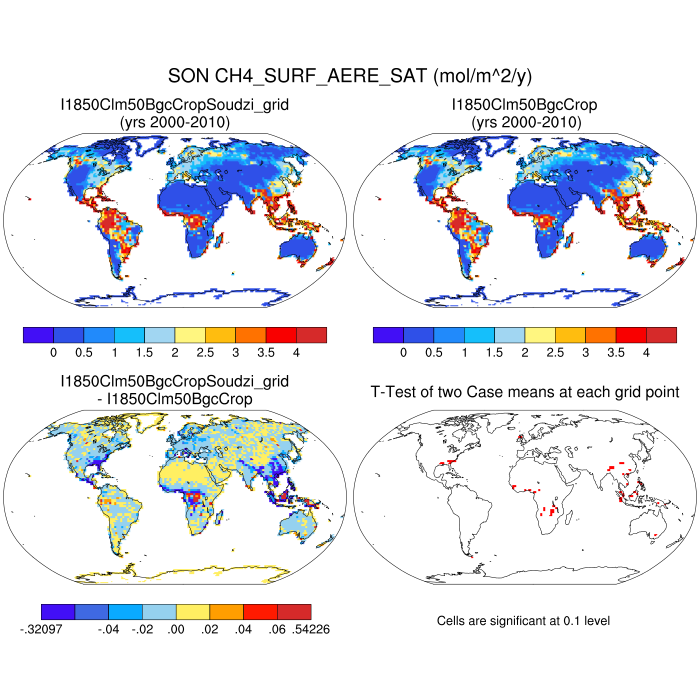 SON CH4_SURF_AERE_SAT (mol/m^2/y)
I1850Clm50BgcCropSoudzi_grid
(yrs 2000-2010)
I1850Clm50BgcCrop
(yrs 2000-2010)
0 0.5 1 1.5 2 2.5 3 3.5 4
0 0.5 1 1.5 2 2.5 3 3.5 4
I1850Clm50BgcCropSoudzi_grid
- I1850Clm50BgcCrop
T-Test of two Case means at each grid point
-.32097 -.04 -.02 .00 .02 .04 .06 .54226
Cells are significant at 0.1 level